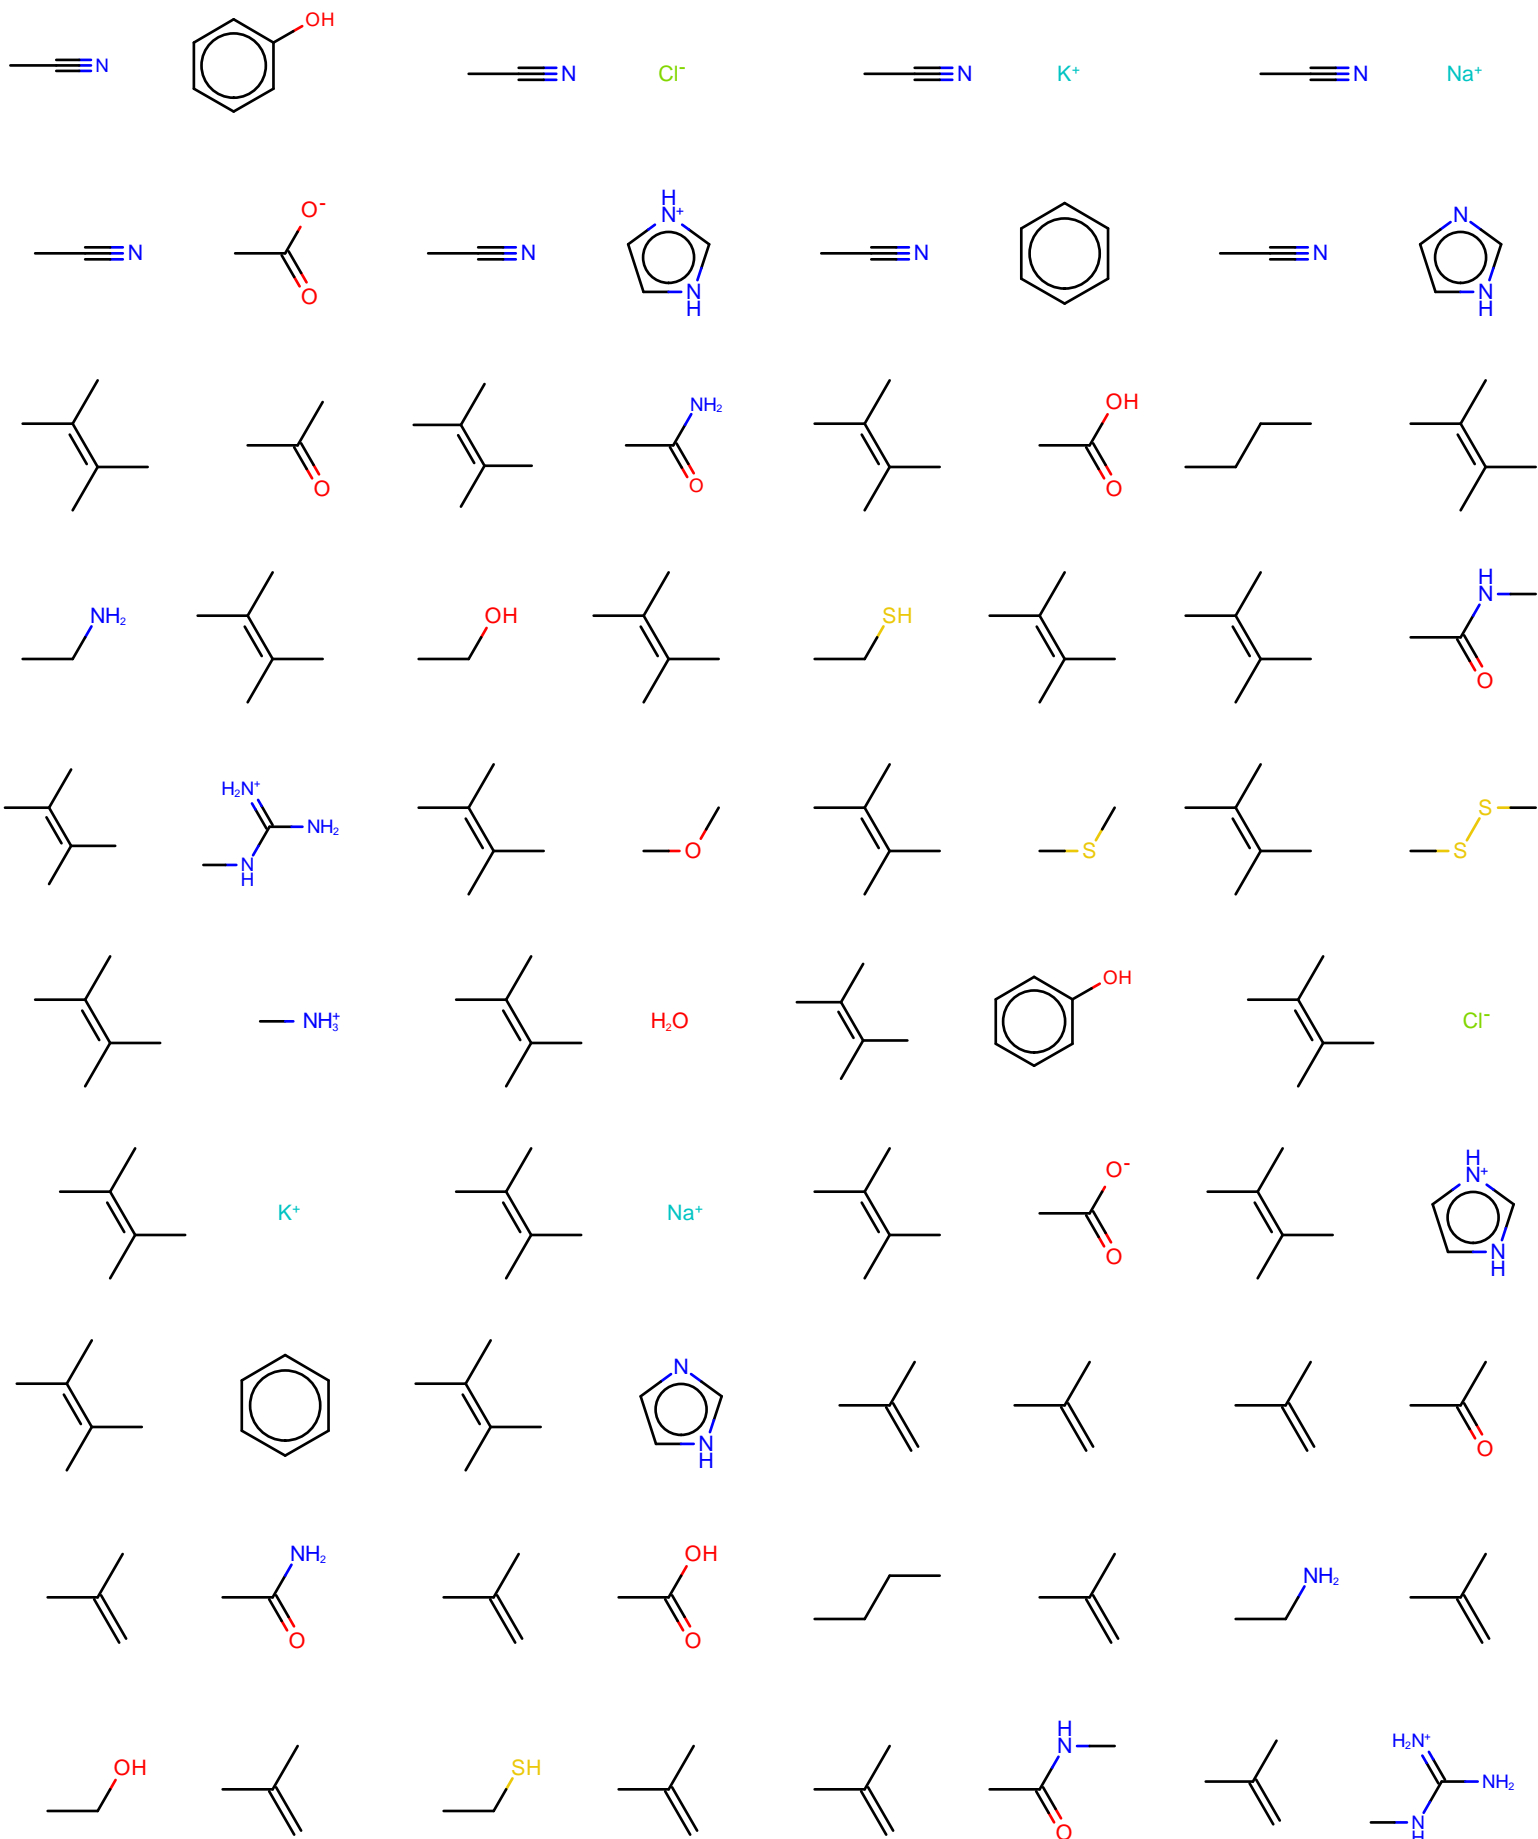 N OH N Cl⁻ N K⁺ N Na⁺
N O⁻ O N H N⁺ N H N N N H
O NH₂ O OH O
NH₂ OH SH H N O
H₂N⁺ NH₂ N H O S S S
NH₃⁺ H₂O OH Cl⁻
K⁺ Na⁺ O⁻ O H N⁺ N H
N N H O
NH₂ O OH O NH₂
OH SH H N O H₂N⁺ NH₂ N H